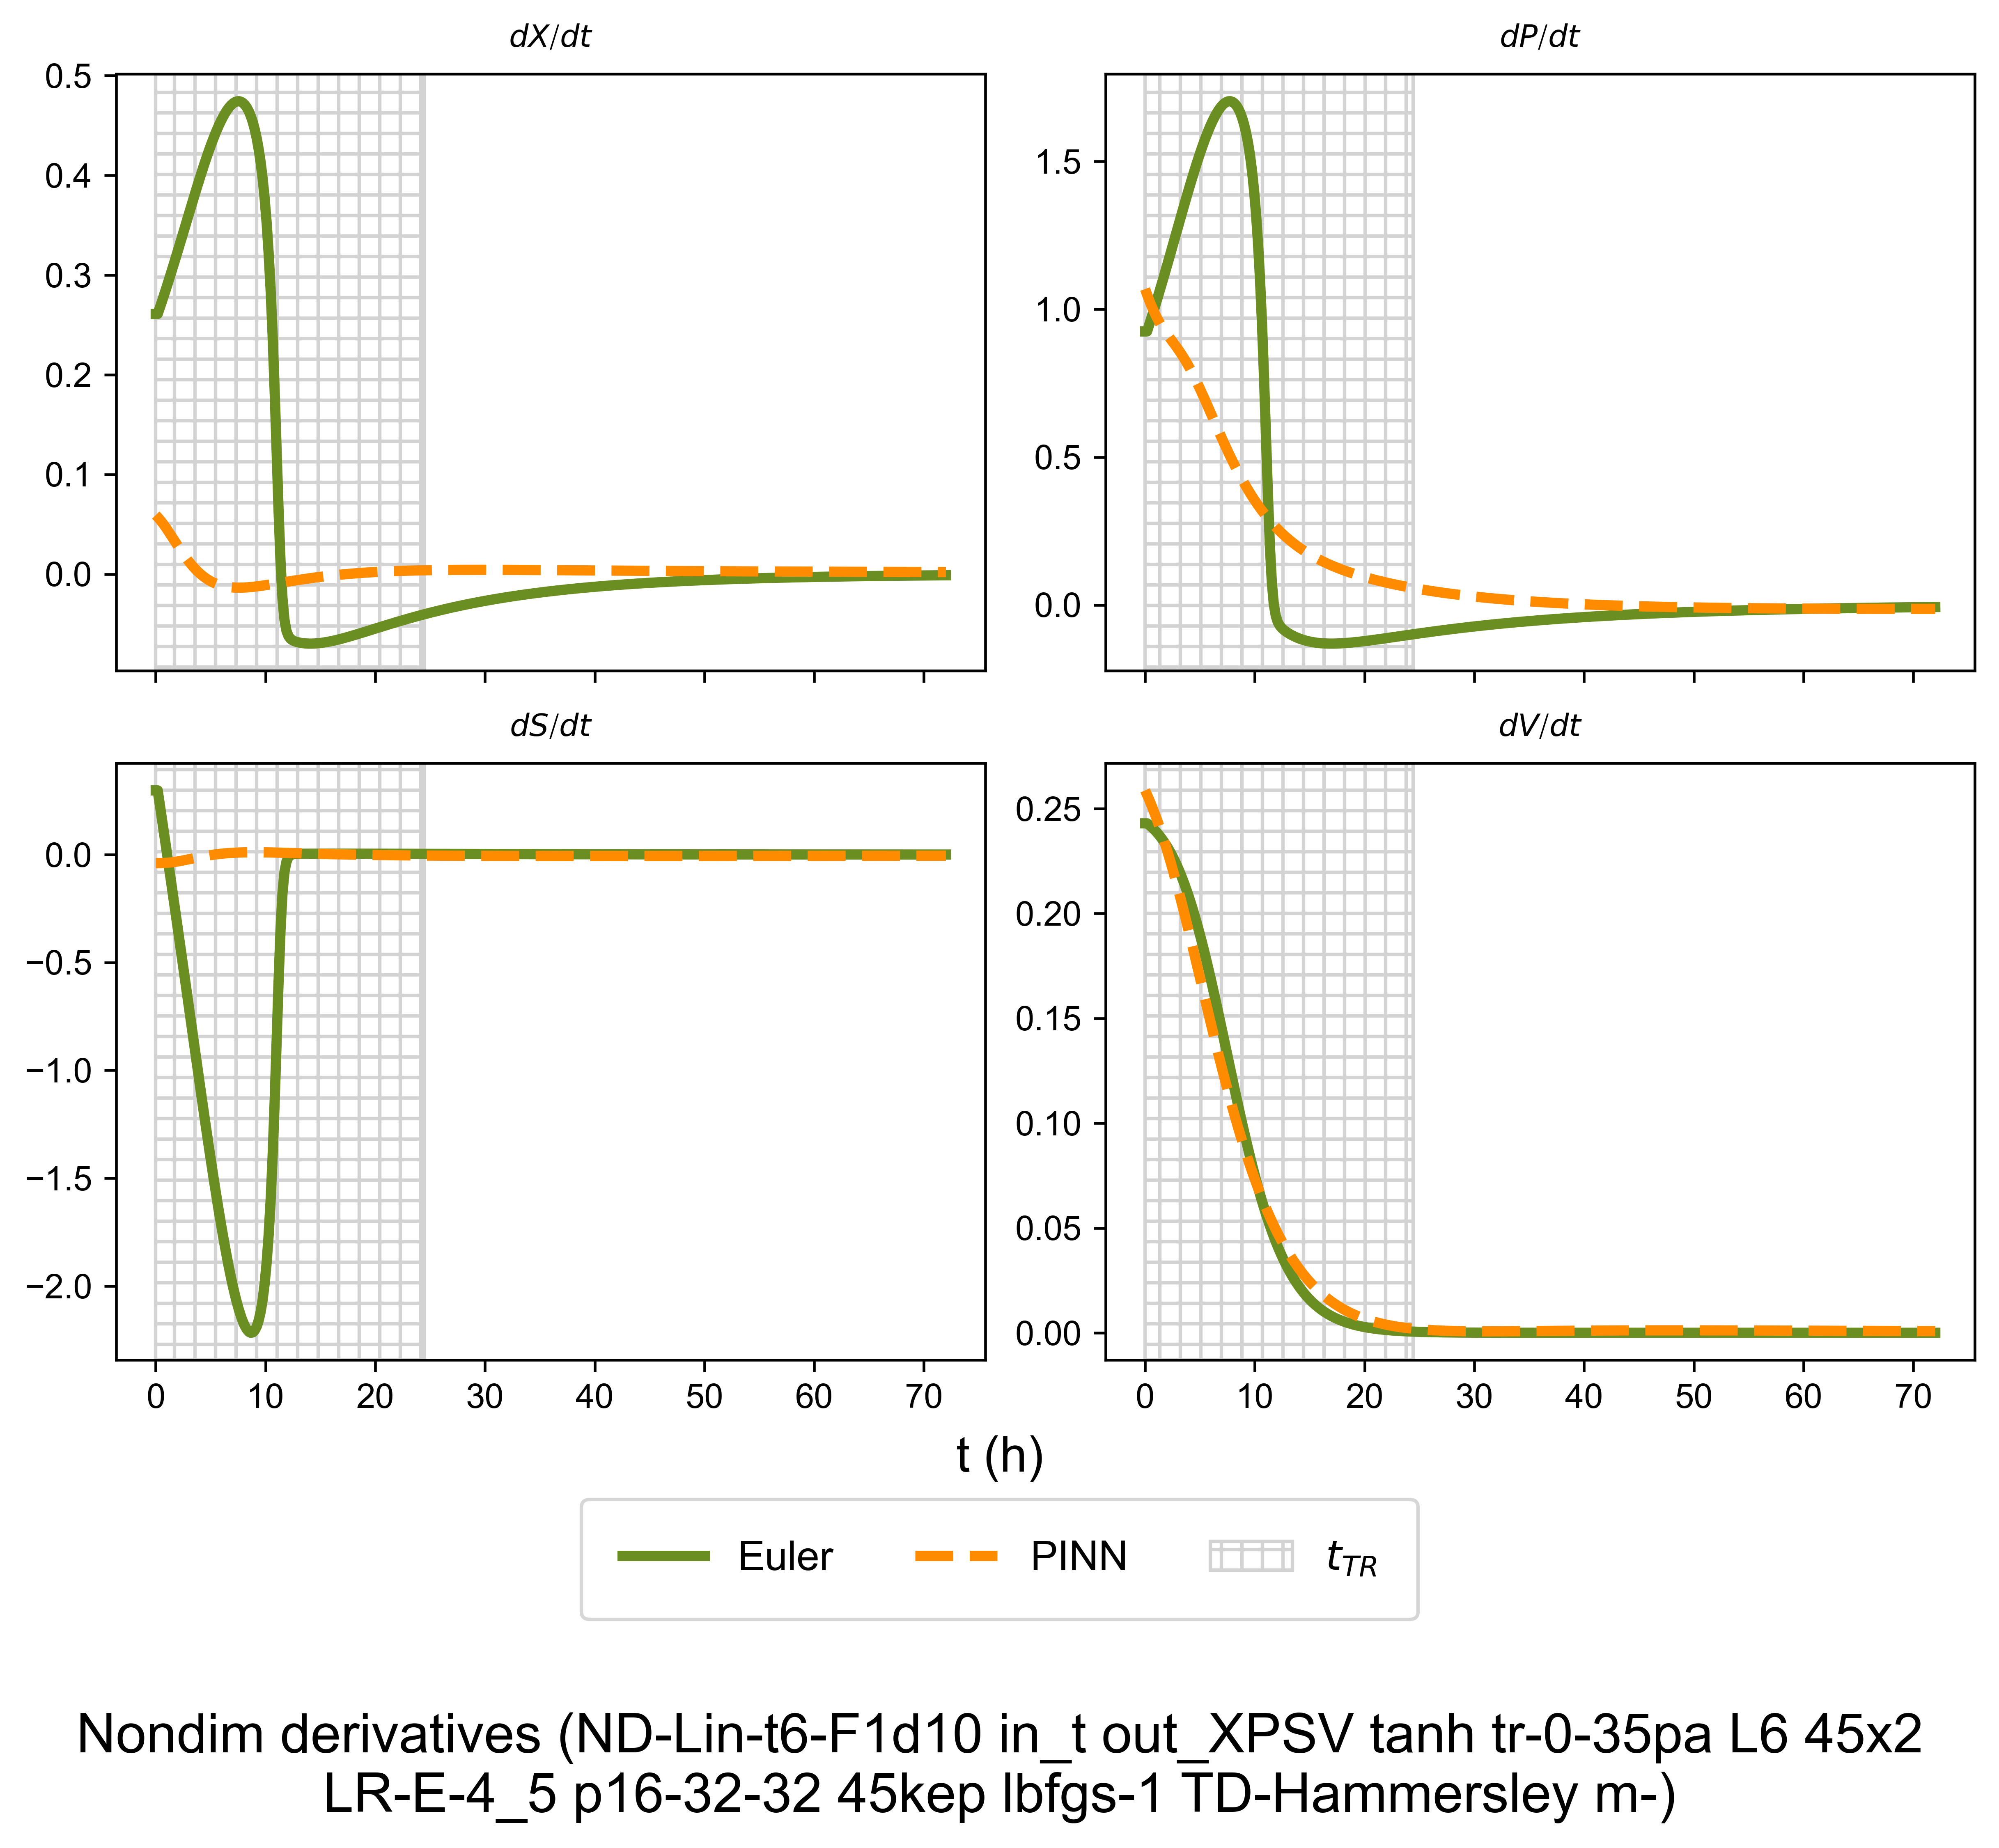 dX/dt
dP/dt
0.5
0.4
0.3
0.2
0.1
0.0
1.5
1.0
0.5
0.0
dS/dt
dV/dt
0.0
−0.5
−1.0
−1.5
−2.0
0.25
0.20
0.15
0.10
0.05
0.00
0 10 20 30 40 50 60 70
0 10 20 30 40 50 60 70
t (h)
Euler PINN t_TR
Nondim derivatives (ND-Lin-t6-F1d10 in_t out_XPSV tanh tr-0-35pa L6 45x2
LR-E-4_5 p16-32-32 45kep lbfgs-1 TD-Hammersley m-)